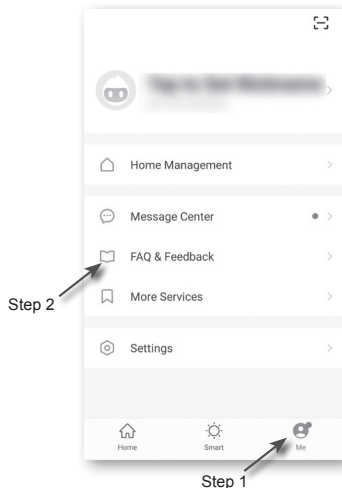 Home Management
Message Center
FAQ & Feedback
Step 2
More Services
Settings
Home Smart Me
Step 1